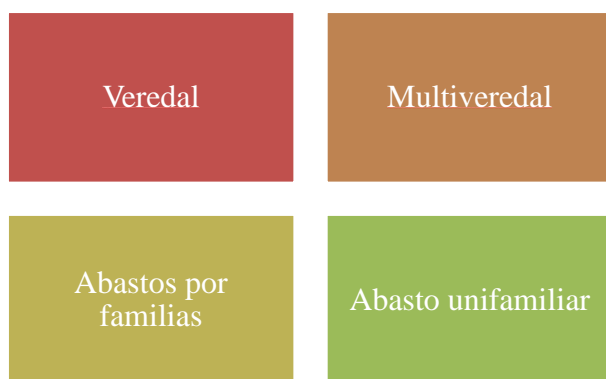 Veredal
Multiveredal
Abastos por
familias
Abasto unifamiliar